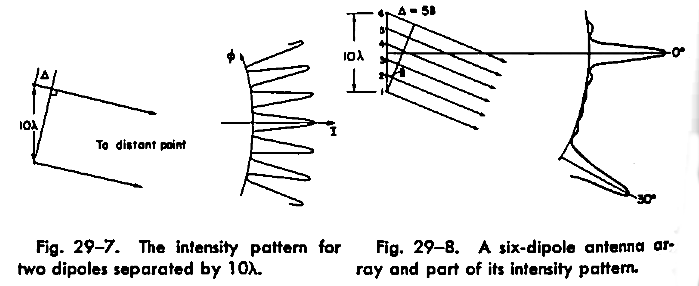 Δ
10λ
To distant point
ϕ
I
6
5
4
3
2
1
Δ = 5B
10λ
B
0°
30°
Fig. 29–7. The intensity pattern for
two dipoles separated by 10λ.
Fig. 29–8. A six-dipole antenna ar-
ray and part of its intensity pattern.